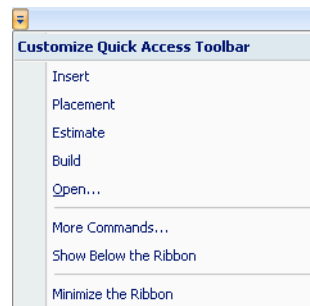 Customize Quick Access Toolbar
Insert
Placement
Estimate
Build
Open...
More Commands...
Show Below the Ribbon
Minimize the Ribbon